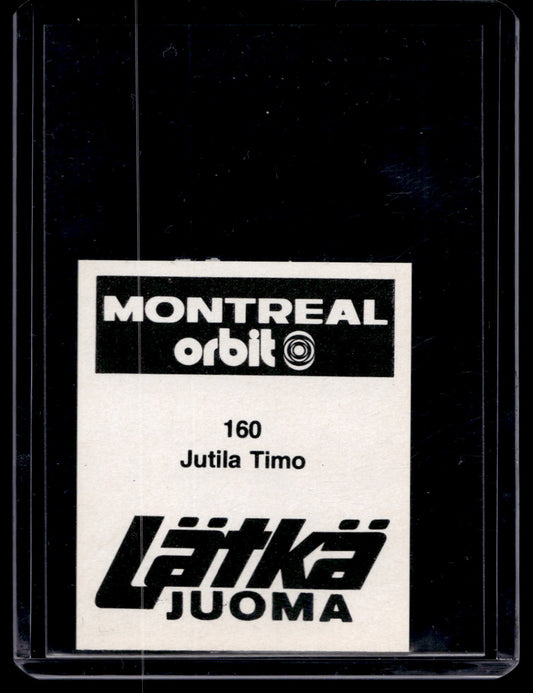 MONTREAL
orbit
160
Jutila Timo
Lätkä
JUOMA